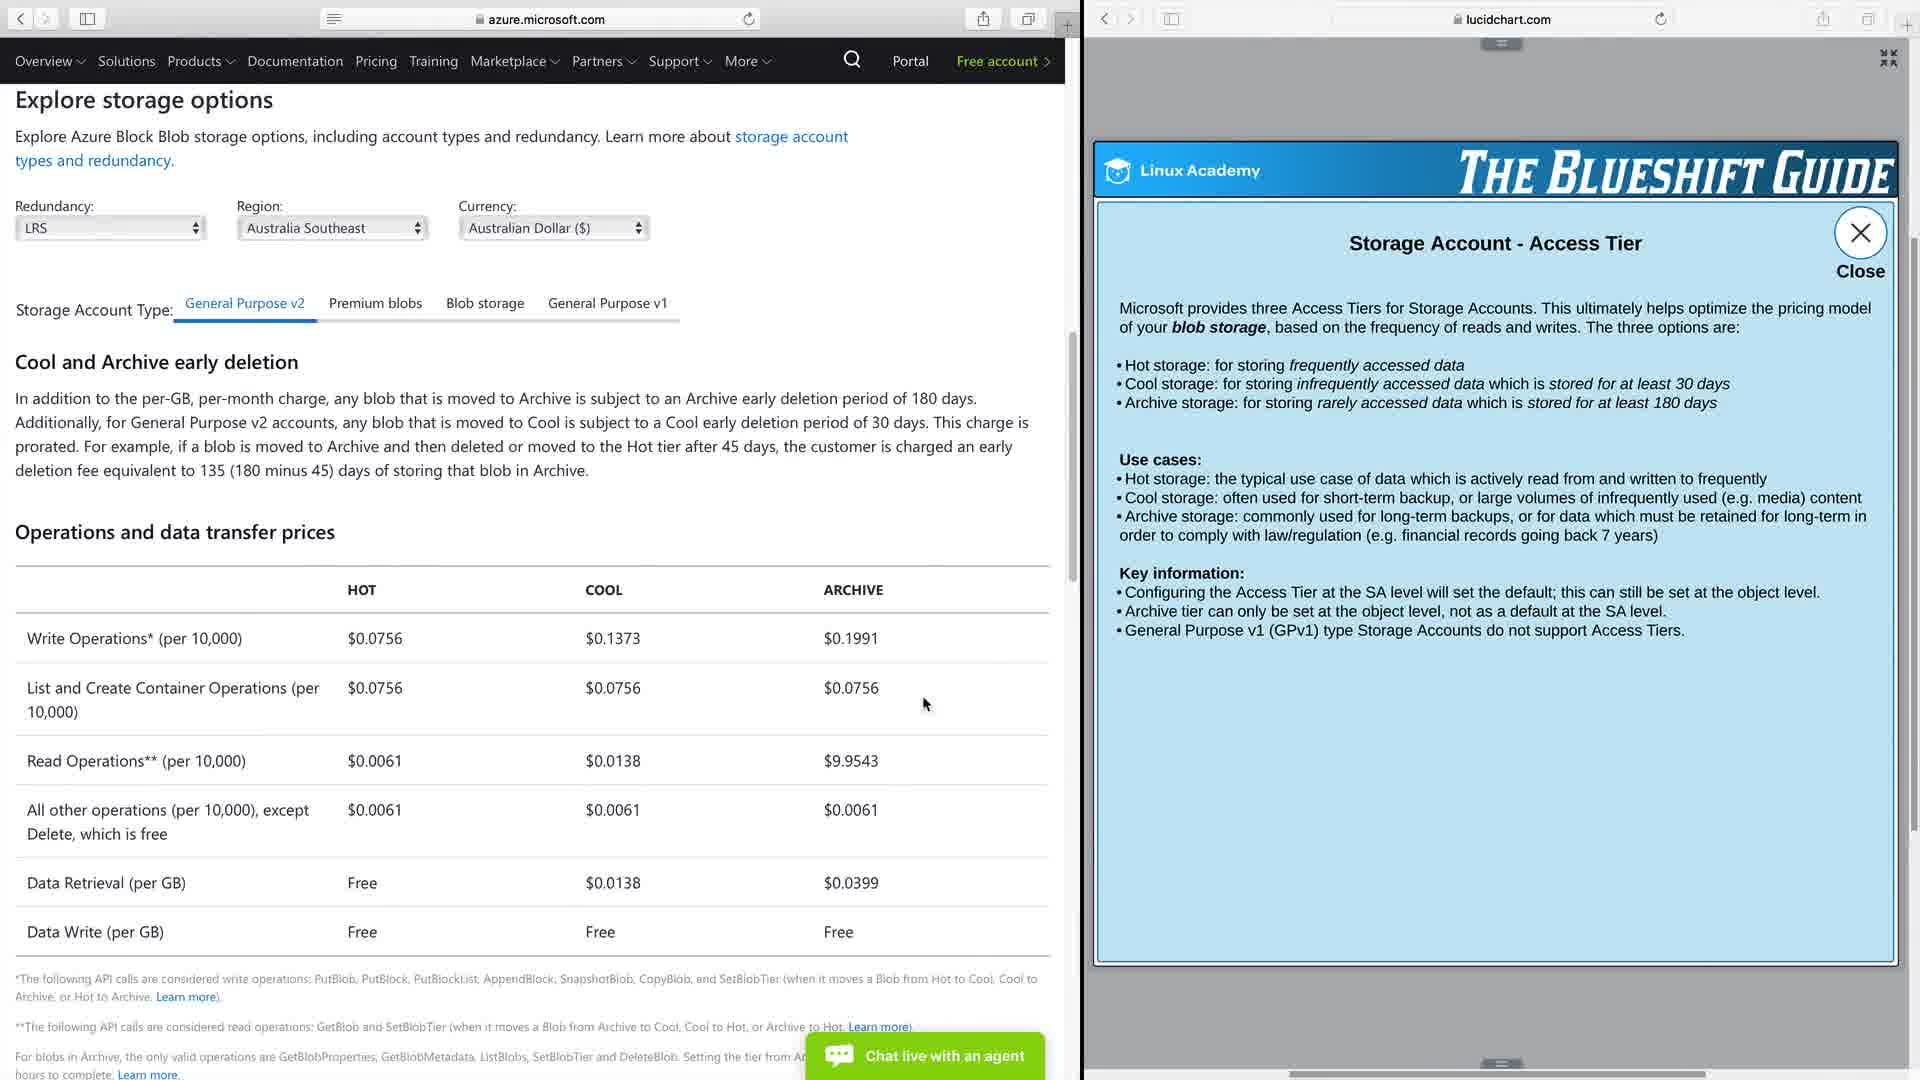 azure.microsoft.com
Overview Solutions Products Documentation Pricing Training Marketplace Partners Support More Portal Free account
Explore storage options
Explore Azure Block Blob storage options, including account types and redundancy. Learn more about storage account
types and redundancy.
Redundancy: Region: Currency:
LRS Australia Southeast Australian Dollar ($)
Storage Account Type: General Purpose v2 Premium blobs Blob storage General Purpose v1
Cool and Archive early deletion
In addition to the per-GB, per-month charge, any blob that is moved to Archive is subject to an Archive early deletion period of 180 days.
Additionally, for General Purpose v2 accounts, any blob that is moved to Cool is subject to a Cool early deletion period of 30 days. This charge is
prorated. For example, if a blob is moved to Archive and then deleted or moved to the Hot tier after 45 days, the customer is charged an early
deletion fee equivalent to 135 (180 minus 45) days of storing that blob in Archive.
Operations and data transfer prices
HOT COOL ARCHIVE
Write Operations* (per 10,000) $0.0756 $0.1373 $0.1991
List and Create Container Operations (per $0.0756 $0.0756 $0.0756
10,000)
Read Operations** (per 10,000) $0.0061 $0.0138 $9.9543
All other operations (per 10,000), except $0.0061 $0.0061 $0.0061
Delete, which is free
Data Retrieval (per GB) Free $0.0138 $0.0399
Data Write (per GB) Free Free Free
*The following API calls are considered write operations: PutBlob, PutBlock, PutBlockList, AppendBlock, SnapshotBlob, CopyBlob, and SetBlobTier (when it moves a Blob from Hot to Cool, Cool to
Archive, or Hot to Archive. Learn more).
**The following API calls are considered read operations: GetBlob and SetBlobTier (when it moves a Blob from Archive to Cool, Cool to Hot, or Archive to Hot. Learn more).
For blobs in Archive, the only valid operations are GetBlobProperties, GetBlobMetadata, ListBlobs, SetBlobTier and DeleteBlob. Setting the tier from
hours to complete. Learn more.
Chat live with an agent
lucidchart.com
Linux Academy
THE BLUESHIFT GUIDE
Storage Account - Access Tier
Close
Microsoft provides three Access Tiers for Storage Accounts. This ultimately helps optimize the pricing model
of your blob storage, based on the frequency of reads and writes. The three options are:
• Hot storage: for storing frequently accessed data
• Cool storage: for storing infrequently accessed data which is stored for at least 30 days
• Archive storage: for storing rarely accessed data which is stored for at least 180 days
Use cases:
• Hot storage: the typical use case of data which is actively read from and written to frequently
• Cool storage: often used for short-term backup, or large volumes of infrequently used (e.g. media) content
• Archive storage: commonly used for long-term backups, or for data which must be retained for long-term in
order to comply with law/regulation (e.g. financial records going back 7 years)
Key information:
• Configuring the Access Tier at the SA level will set the default; this can still be set at the object level.
• Archive tier can only be set at the object level, not as a default at the SA level.
• General Purpose v1 (GPv1) type Storage Accounts do not support Access Tiers.